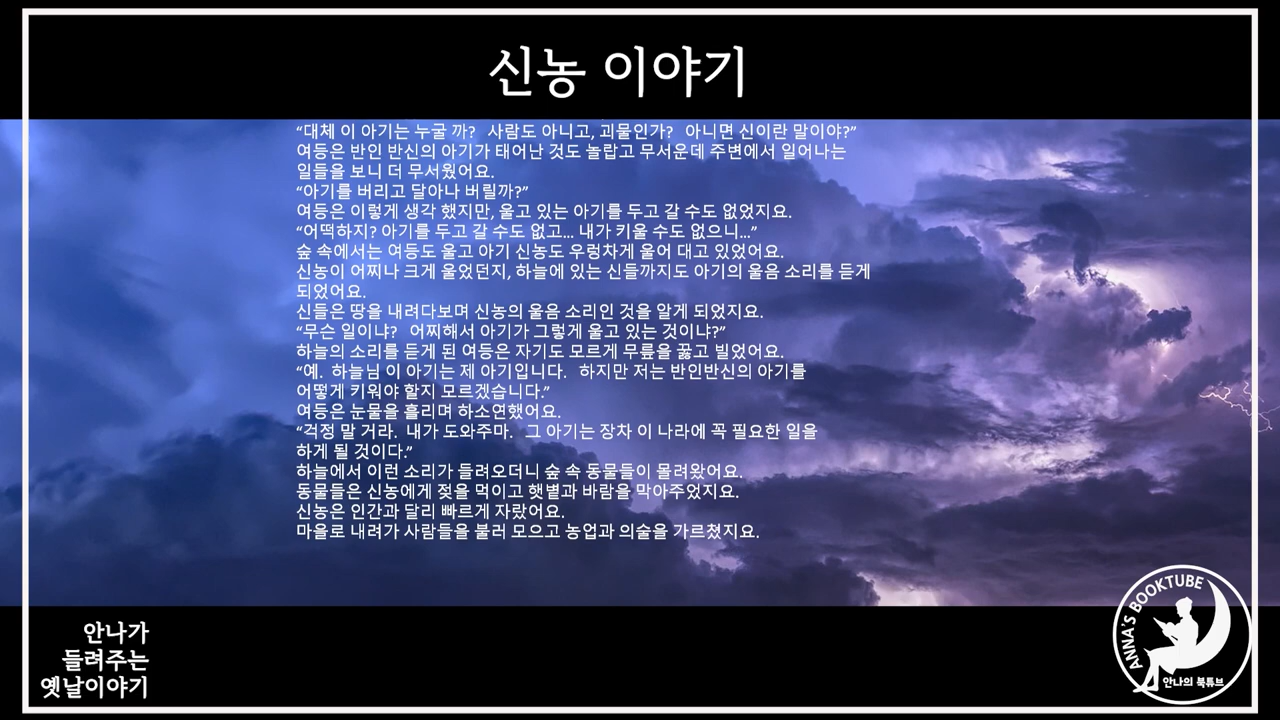 신농 이야기
“대체 이 아기는 누굴 까?   사람도 아니고, 괴물인가?   아니면 신이란 말이야?”
여등은 반인 반신의 아기가 태어난 것도 놀랍고 무서운데 주변에서 일어나는
일들을 보니 더 무서웠어요.
“아기를 버리고 달아나 버릴까?”
여등은 이렇게 생각 했지만, 울고 있는 아기를 두고 갈 수도 없었지요.
“어떡하지? 아기를 두고 갈 수도 없고... 내가 키울 수도 없으니...”
숲 속에서는 여등도 울고 아기 신농도 우렁차게 울어 대고 있었어요.
신농이 어찌나 크게 울었던지, 하늘에 있는 신들까지도 아기의 울음 소리를 듣게
되었어요.
신들은 땅을 내려다보며 신농의 울음 소리인 것을 알게 되었지요.
“무슨 일이냐?   어찌해서 아기가 그렇게 울고 있는 것이냐?”
하늘의 소리를 듣게 된 여등은 자기도 모르게 무릎을 꿇고 빌었어요.
“예.  하늘님 이 아기는 제 아기입니다.   하지만 저는 반인반신의 아기를
어떻게 키워야 할지 모르겠습니다.”
여등은 눈물을 흘리며 하소연했어요.
“걱정 말 거라.  내가 도와주마.   그 아기는 장차 이 나라에 꼭 필요한 일을
하게 될 것이다.”
하늘에서 이런 소리가 들려오더니 숲 속 동물들이 몰려왔어요.
동물들은 신농에게 젖을 먹이고 햇볕과 바람을 막아주었지요.
신농은 인간과 달리 빠르게 자랐어요.
마을로 내려가 사람들을 불러 모으고 농업과 의술을 가르쳤지요.
안나가
들려주는
옛날이야기
ANNA'S BOOKTUBE
안나의 북튜브